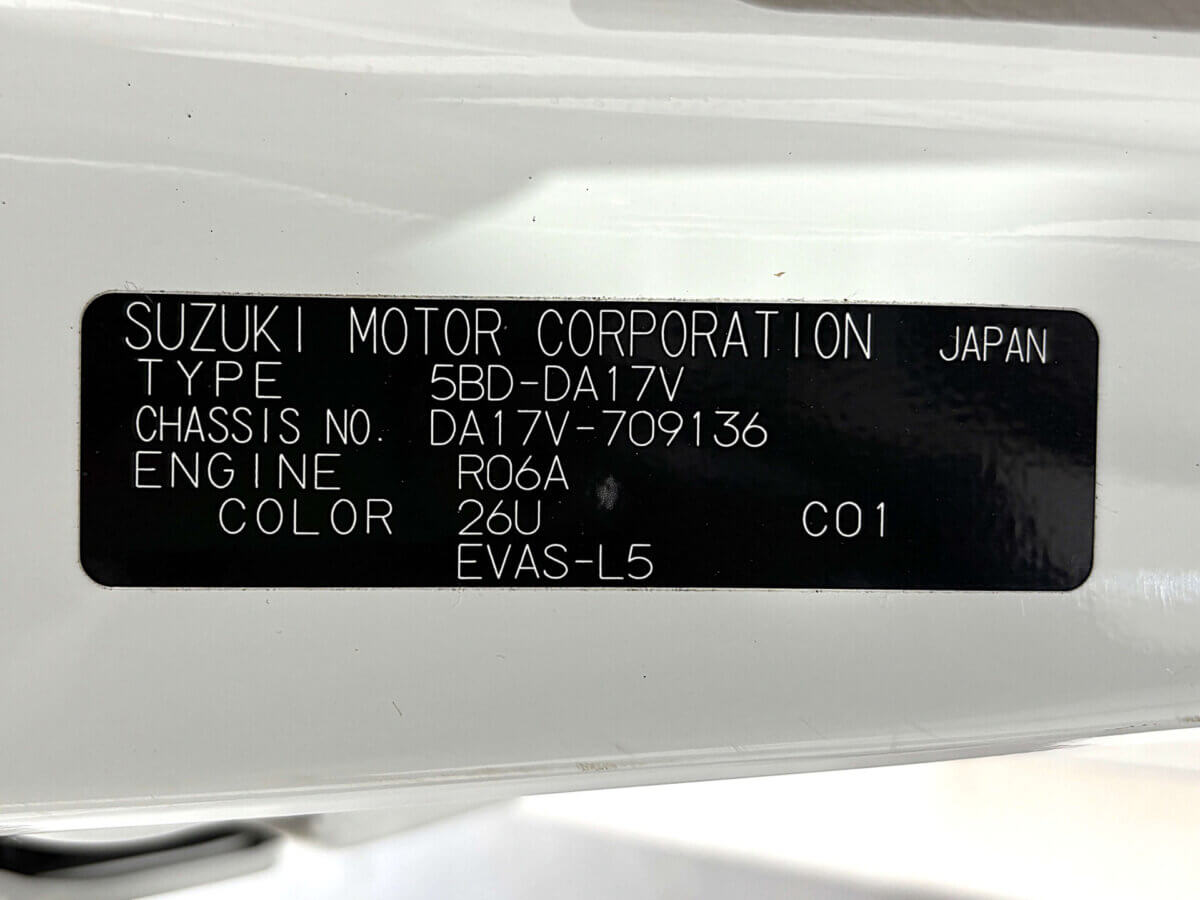 SUZUKI MOTOR CORPORATION JAPAN
TYPE 5BD-DA17V
CHASSIS NO. DA17V-709136
ENGINE R06A
COLOR 26U C01
EVAS-L5